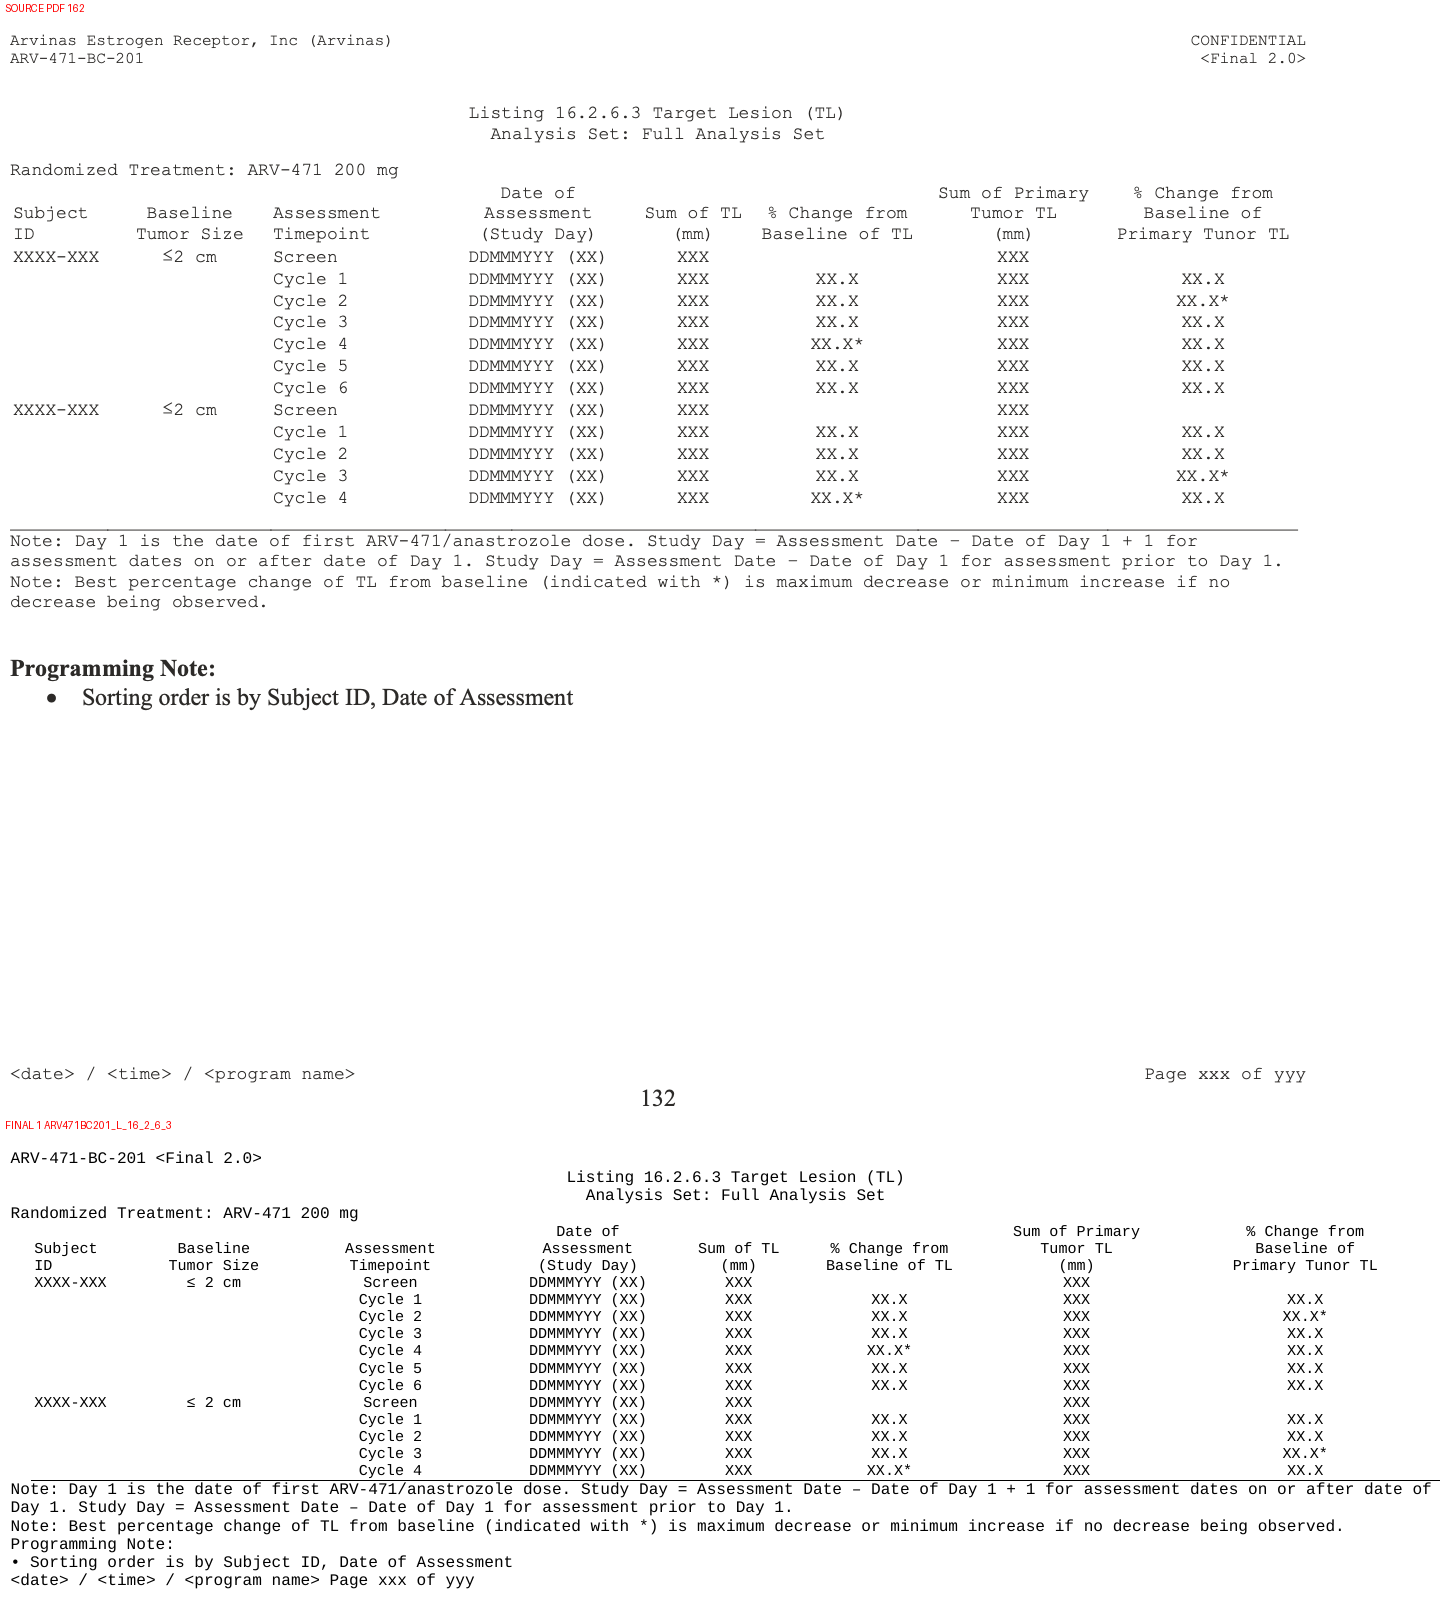 SOURCE PDF 162
Arvinas Estrogen Receptor, Inc (Arvinas) CONFIDENTIAL
ARV-471-BC-201 <Final 2.0>
Listing 16.2.6.3 Target Lesion (TL)
Analysis Set: Full Analysis Set
Randomized Treatment: ARV-471 200 mg
Date of Sum of Primary % Change from
Subject Baseline Assessment Assessment Sum of TL % Change from Tumor TL Baseline of
ID Tumor Size Timepoint (Study Day) (mm) Baseline of TL (mm) Primary Tunor TL
XXXX-XXX ≤2 cm Screen DDMMMYYY (XX) XXX XXX
Cycle 1 DDMMMYYY (XX) XXX XX.X XXX XX.X
Cycle 2 DDMMMYYY (XX) XXX XX.X XXX XX.X*
Cycle 3 DDMMMYYY (XX) XXX XX.X XXX XX.X
Cycle 4 DDMMMYYY (XX) XXX XX.X* XXX XX.X
Cycle 5 DDMMMYYY (XX) XXX XX.X XXX XX.X
Cycle 6 DDMMMYYY (XX) XXX XX.X XXX XX.X
XXXX-XXX ≤2 cm Screen DDMMMYYY (XX) XXX XXX
Cycle 1 DDMMMYYY (XX) XXX XX.X XXX XX.X
Cycle 2 DDMMMYYY (XX) XXX XX.X XXX XX.X
Cycle 3 DDMMMYYY (XX) XXX XX.X XXX XX.X*
Cycle 4 DDMMMYYY (XX) XXX XX.X* XXX XX.X
Note: Day 1 is the date of first ARV-471/anastrozole dose. Study Day = Assessment Date – Date of Day 1 + 1 for
assessment dates on or after date of Day 1. Study Day = Assessment Date – Date of Day 1 for assessment prior to Day 1.
Note: Best percentage change of TL from baseline (indicated with *) is maximum decrease or minimum increase if no
decrease being observed.
Programming Note:
• Sorting order is by Subject ID, Date of Assessment
<date> / <time> / <program name> Page xxx of yyy
132
FINAL 1 ARV471BC201_L_16_2_6_3
ARV-471-BC-201 <Final 2.0>
Listing 16.2.6.3 Target Lesion (TL)
Analysis Set: Full Analysis Set
Randomized Treatment: ARV-471 200 mg
Date of Sum of Primary % Change from
Subject Baseline Assessment Assessment Sum of TL % Change from Tumor TL Baseline of
ID Tumor Size Timepoint (Study Day) (mm) Baseline of TL (mm) Primary Tunor TL
XXXX-XXX ≤ 2 cm Screen DDMMMYYY (XX) XXX XXX
Cycle 1 DDMMMYYY (XX) XXX XX.X XXX XX.X
Cycle 2 DDMMMYYY (XX) XXX XX.X XXX XX.X*
Cycle 3 DDMMMYYY (XX) XXX XX.X XXX XX.X
Cycle 4 DDMMMYYY (XX) XXX XX.X* XXX XX.X
Cycle 5 DDMMMYYY (XX) XXX XX.X XXX XX.X
Cycle 6 DDMMMYYY (XX) XXX XX.X XXX XX.X
XXXX-XXX ≤ 2 cm Screen DDMMMYYY (XX) XXX XXX
Cycle 1 DDMMMYYY (XX) XXX XX.X XXX XX.X
Cycle 2 DDMMMYYY (XX) XXX XX.X XXX XX.X
Cycle 3 DDMMMYYY (XX) XXX XX.X XXX XX.X*
Cycle 4 DDMMMYYY (XX) XXX XX.X* XXX XX.X
Note: Day 1 is the date of first ARV-471/anastrozole dose. Study Day = Assessment Date – Date of Day 1 + 1 for assessment dates on or after date of
Day 1. Study Day = Assessment Date – Date of Day 1 for assessment prior to Day 1.
Note: Best percentage change of TL from baseline (indicated with *) is maximum decrease or minimum increase if no decrease being observed.
Programming Note:
• Sorting order is by Subject ID, Date of Assessment
<date> / <time> / <program name> Page xxx of yyy